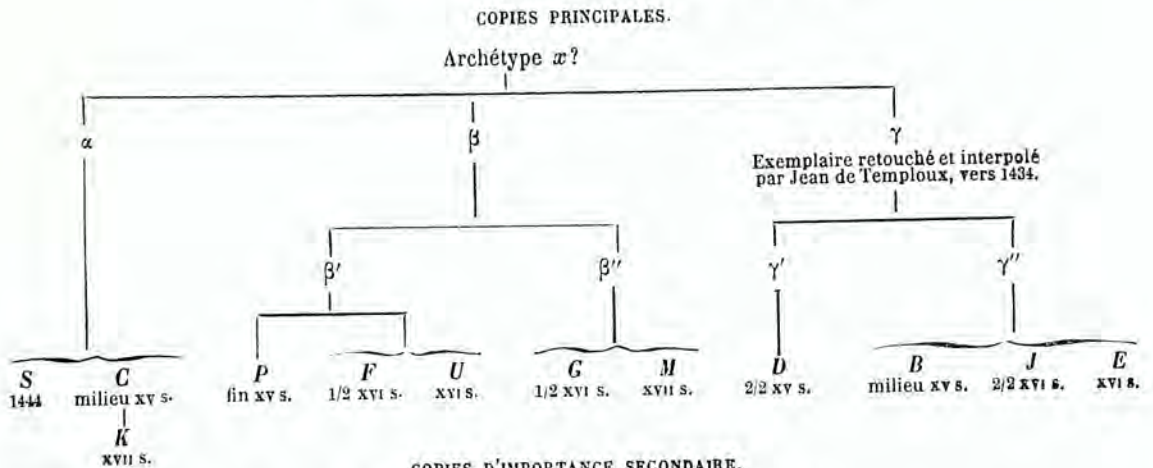 COPIES PRINCIPALES.
Archétype x?
α β γ
Exemplaire retouché et interpolé
par Jean de Temploux, vers 1434.
β′ β″ γ′ γ″
S C P F U G M D B J E
1444 milieu XV s. fin XV s. 1/2 XVI s. XVI s. 1/2 XVI s. XVII s. 2/2 XV s. milieu XV s. 2/2 XVI s. XVI s.
K
XVII s.
COPIES D'IMPORTANCE SECONDAIRE.